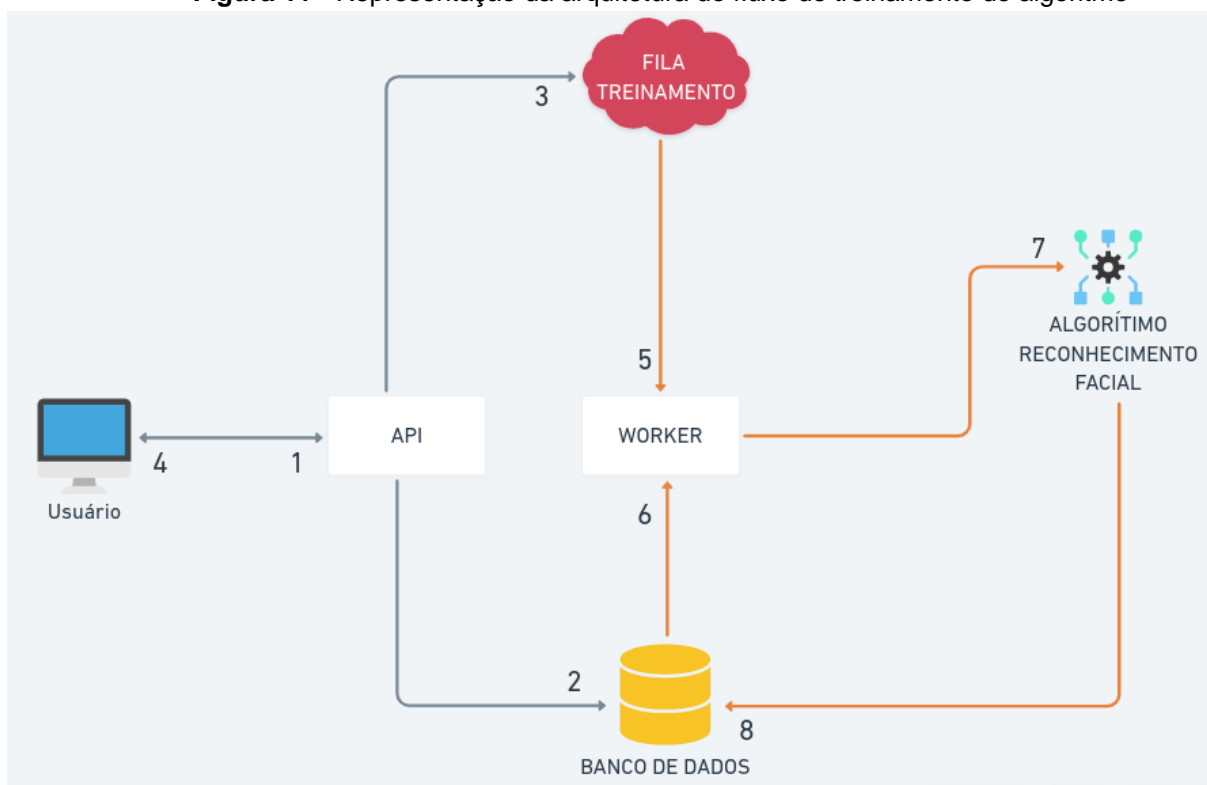 FILA
TREINAMENTO
3
7
ALGORÍTIMO
RECONHECIMENTO
FACIAL
5
API
WORKER
4
1
Usuário
6
2
8
BANCO DE DADOS